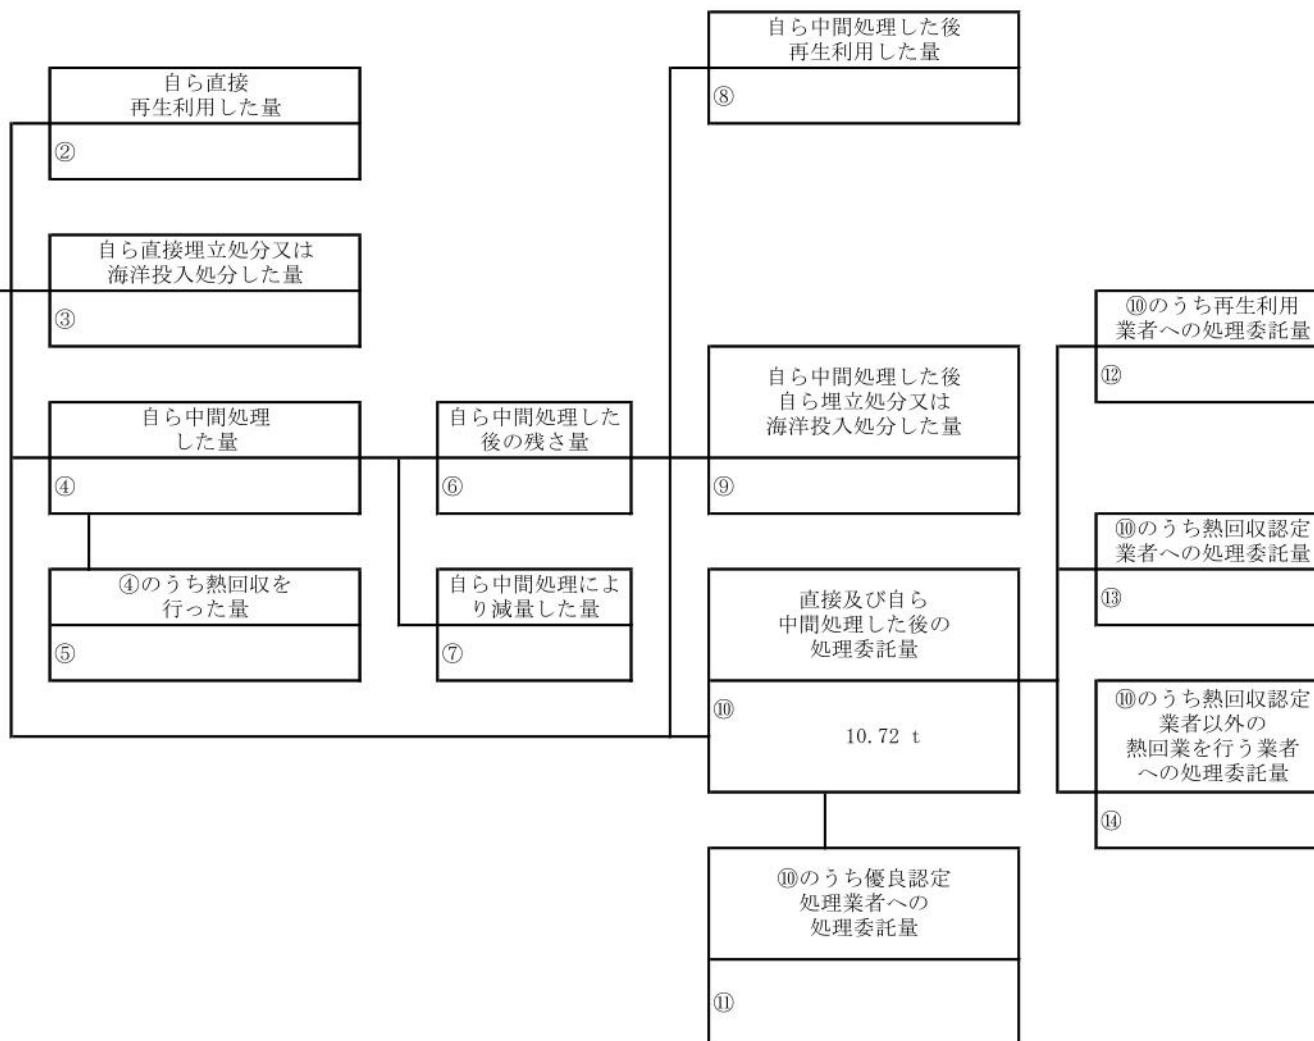 自ら中間処理した後
再生利用した量
⑧
自ら直接
再生利用した量
②
自ら直接埋立処分又は
海洋投入処分した量
③
⑩のうち再生利用
業者への処理委託量
⑫
自ら中間処理した後
自ら埋立処分又は
海洋投入処分した量
⑨
自ら中間処理
した量
④
自ら中間処理した
後の残さ量
⑥
⑩のうち熱回収認定
業者への処理委託量
⑬
④のうち熱回収を
行った量
⑤
自ら中間処理によ
り減量した量
⑦
直接及び自ら
中間処理した後の
処理委託量
⑩
10.72 t
⑩のうち熱回収認定
業者以外の
熱回業を行う業者
への処理委託量
⑭
⑩のうち優良認定
処理業者への
処理委託量
⑪